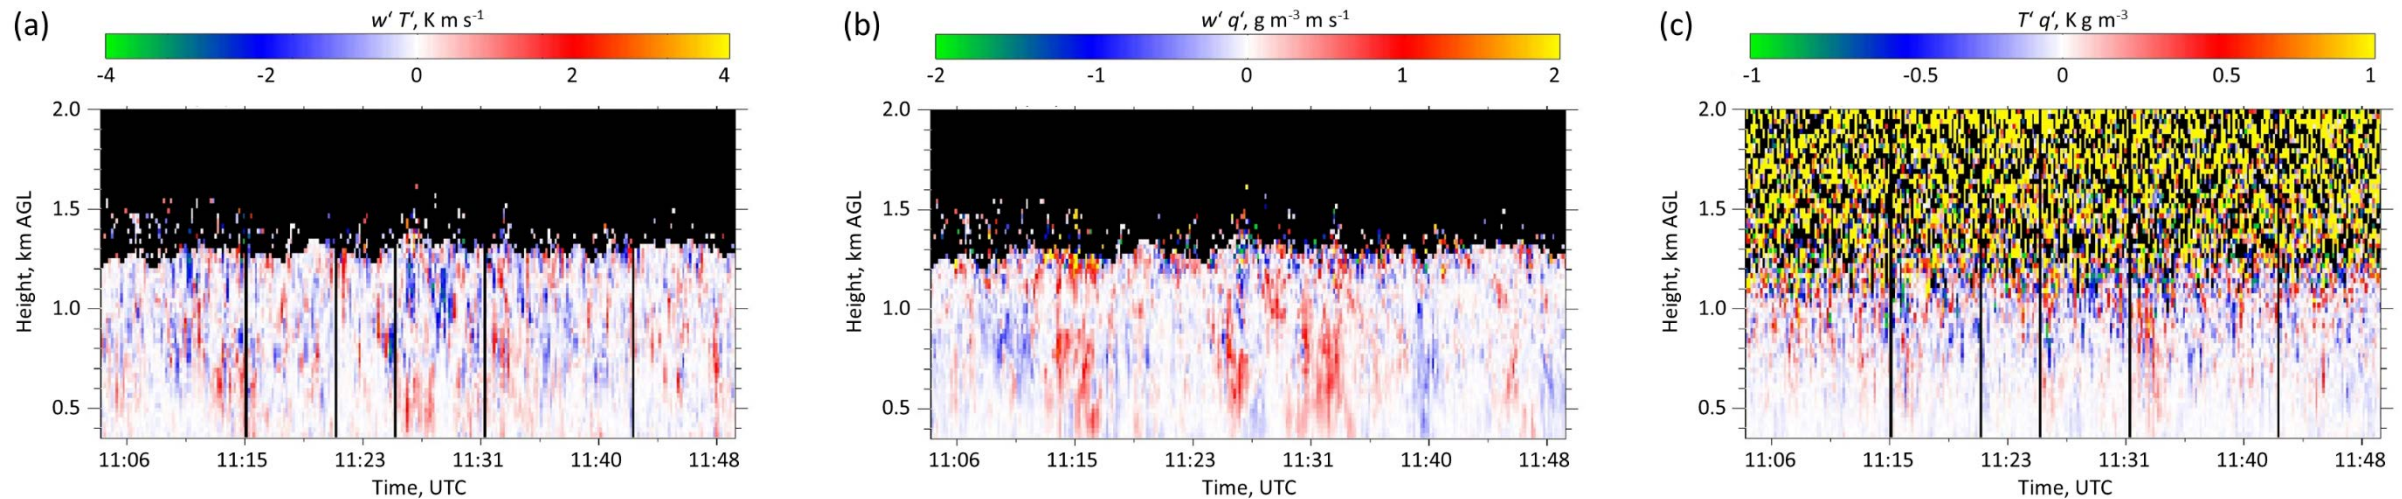 (a)
w‘ T‘, K m s-1
-4 -2 0 2 4
2.0
1.5
1.0
0.5
Height, km AGL
11:06 11:15 11:23 11:31 11:40 11:48
Time, UTC
(b)
w‘ q‘, g m-3 m s-1
-2 -1 0 1 2
2.0
1.5
1.0
0.5
Height, km AGL
11:06 11:15 11:23 11:31 11:40 11:48
Time, UTC
(c)
T‘ q‘, K g m-3
-1 -0.5 0 0.5 1
2.0
1.5
1.0
0.5
Height, km AGL
11:06 11:15 11:23 11:31 11:40 11:48
Time, UTC